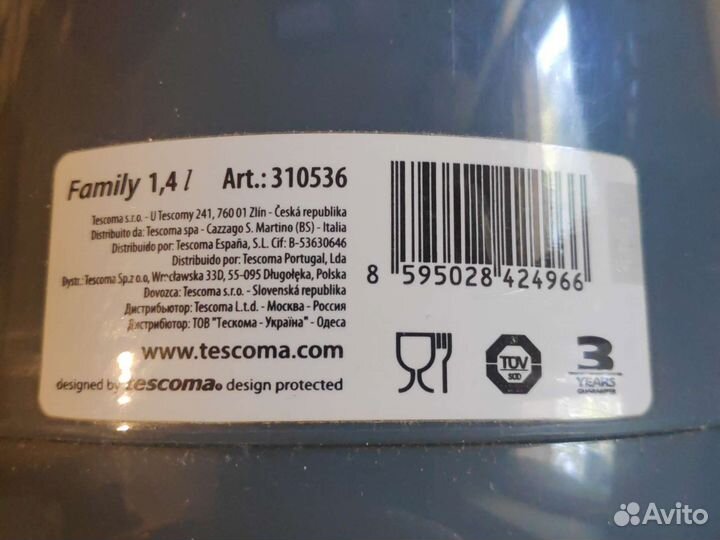 Family 1,4 l Art.: 310536
Tescoma s.r.o. - U Tescomy 241, 760 01 Zlín - Česká republika
Distribuito da: Tescoma spa - Cazzago S. Martino (BS) - Italia
Distribuido por: Tescoma España, S.L. Cif: B-53630646
Distribuido por: Tescoma Portugal, Lda
Dystr.: Tescoma Sp.z o.o, Wrocławska 33D, 55-095 Długołęka, Polska
Dovozca: Tescoma s.r.o. - Slovenská republika
Дистрибьютор: Tescoma L.t.d. - Москва - Россия
Дистрибютор: ТОВ "Тескома - Україна" - Одеса
www.tescoma.com
designed by tescoma® design protected
8 595028 424966
TÜV
SÜD
3
YEARS
GUARANTEE
Avito